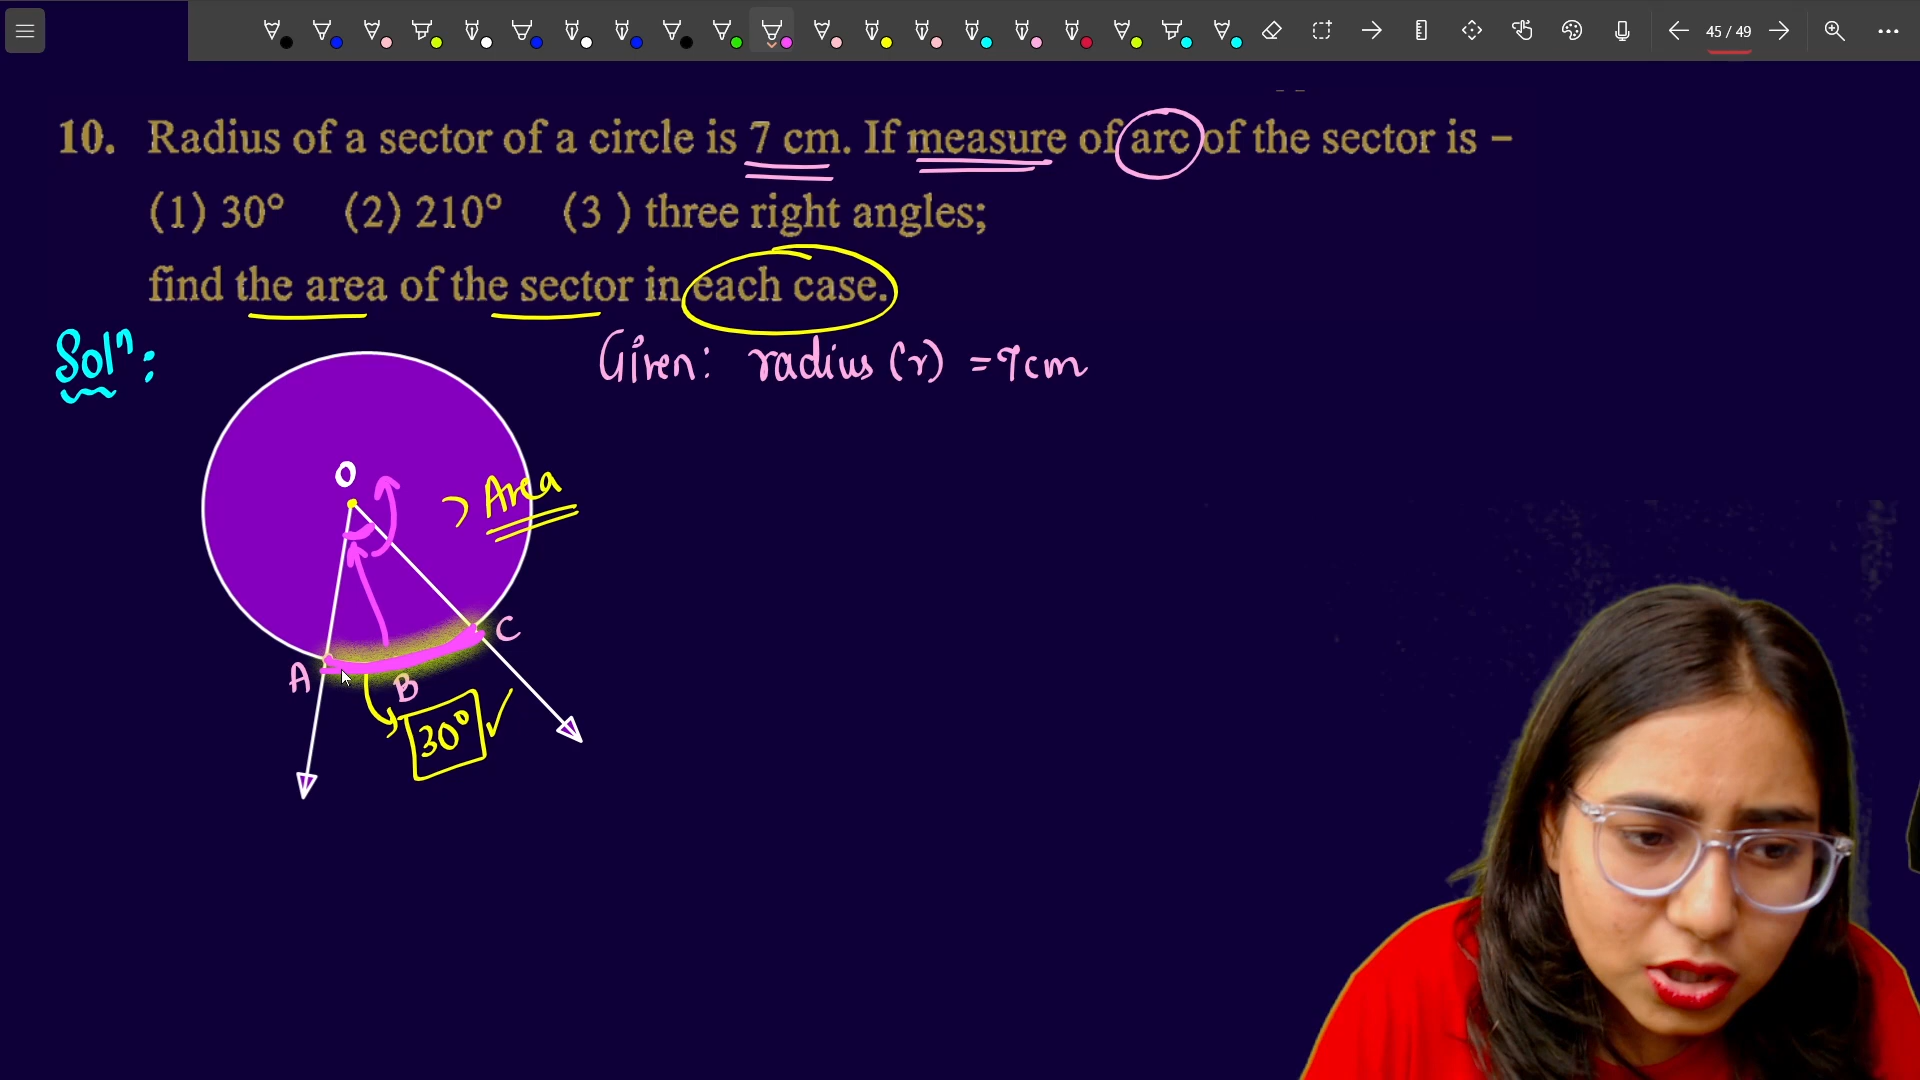 45 / 49
10. Radius of a sector of a circle is 7 cm. If measure of arc of the sector is –
(1) 30° (2) 210° (3 ) three right angles;
find the area of the sector in each case.
Solⁿ:
Given: radius (r) = 7cm
O
Area
A
B
C
30°